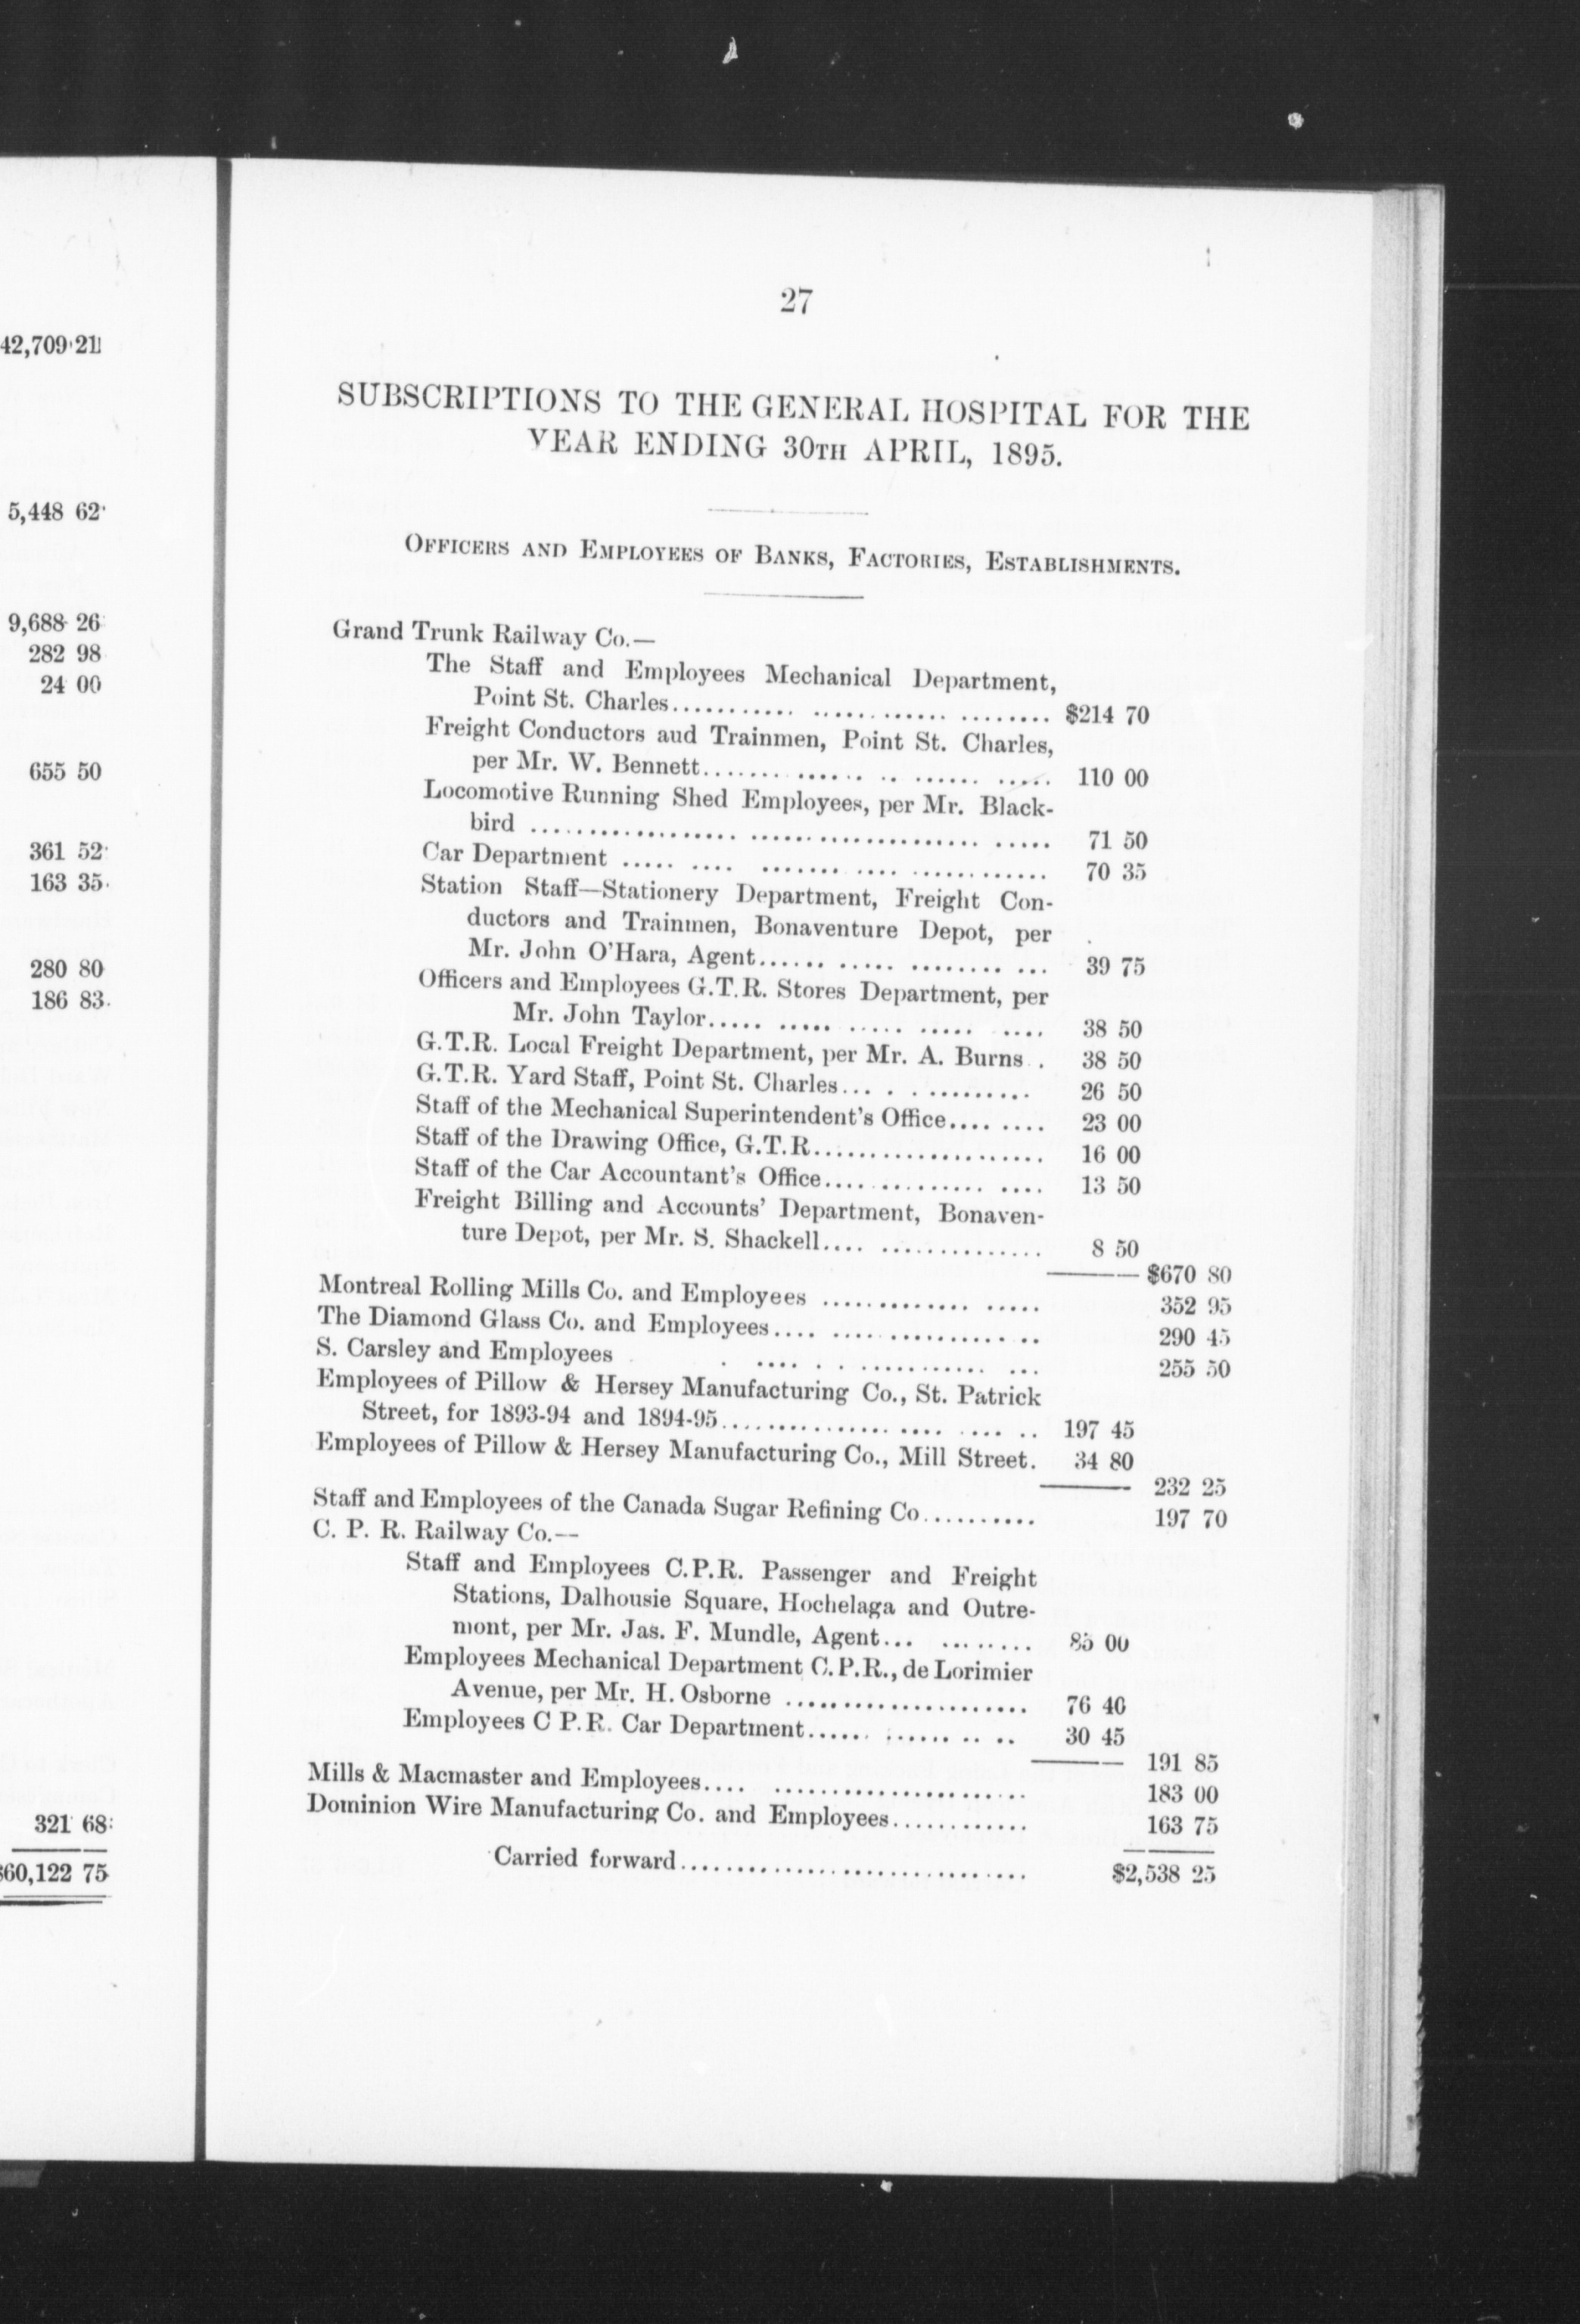 42,709 21
5,448 62
9,688 26
282 98
24 00
655 50
361 52
163 35
280 80
186 83
321 68
$60,122 75
27
SUBSCRIPTIONS TO THE GENERAL HOSPITAL FOR THE
YEAR ENDING 30TH APRIL, 1895.
OFFICERS AND EMPLOYEES OF BANKS, FACTORIES, ESTABLISHMENTS.
Grand Trunk Railway Co.—
The Staff and Employees Mechanical Department,
Point St. Charles........... ...................... ........ $214 70
Freight Conductors aud Trainmen, Point St. Charles,
per Mr. W. Bennett.............. .. ...... ..... 110 00
Locomotive Running Shed Employees, per Mr. Black-
bird .................. ....................... ..... 71 50
Car Department ..... .... ........ .... ............ 70 35
Station Staff—Stationery Department, Freight Con-
ductors and Trainmen, Bonaventure Depot, per
Mr. John O'Hara, Agent...... ..... ........ ... 39 75
Officers and Employees G.T.R. Stores Department, per
Mr. John Taylor..... ..... ..... ..... .... 38 50
G.T.R. Local Freight Department, per Mr. A. Burns . . 38 50
G.T.R. Yard Staff, Point St. Charles... . . ......... 26 50
Staff of the Mechanical Superintendent's Office.... .... 23 00
Staff of the Drawing Office, G.T.R.................... 16 00
Staff of the Car Accountant's Office.............. .... 13 50
Freight Billing and Accounts' Department, Bonaven-
ture Depot, per Mr. S. Shackell.... .............. 8 50
$670 80
Montreal Rolling Mills Co. and Employees ............. ..... 352 95
The Diamond Glass Co. and Employees.... ............... .. 290 45
S. Carsley and Employees . .... . . ........... ... 255 50
Employees of Pillow & Hersey Manufacturing Co., St. Patrick
Street, for 1893-94 and 1894-95................. .... .... .. 197 45
Employees of Pillow & Hersey Manufacturing Co., Mill Street. 34 80
232 25
Staff and Employees of the Canada Sugar Refining Co.......... 197 70
C. P. R. Railway Co.—
Staff and Employees C.P.R. Passenger and Freight
Stations, Dalhousie Square, Hochelaga and Outre-
mont, per Mr. Jas. F. Mundle, Agent... ......... 85 00
Employees Mechanical Department C.P.R., de Lorimier
Avenue, per Mr. H. Osborne ..................... 76 40
Employees C P.R. Car Department...... ........ .. .. 30 45
191 85
Mills & Macmaster and Employees.... ...................... 183 00
Dominion Wire Manufacturing Co. and Employees............ 163 75
Carried forward............................... $2,538 25